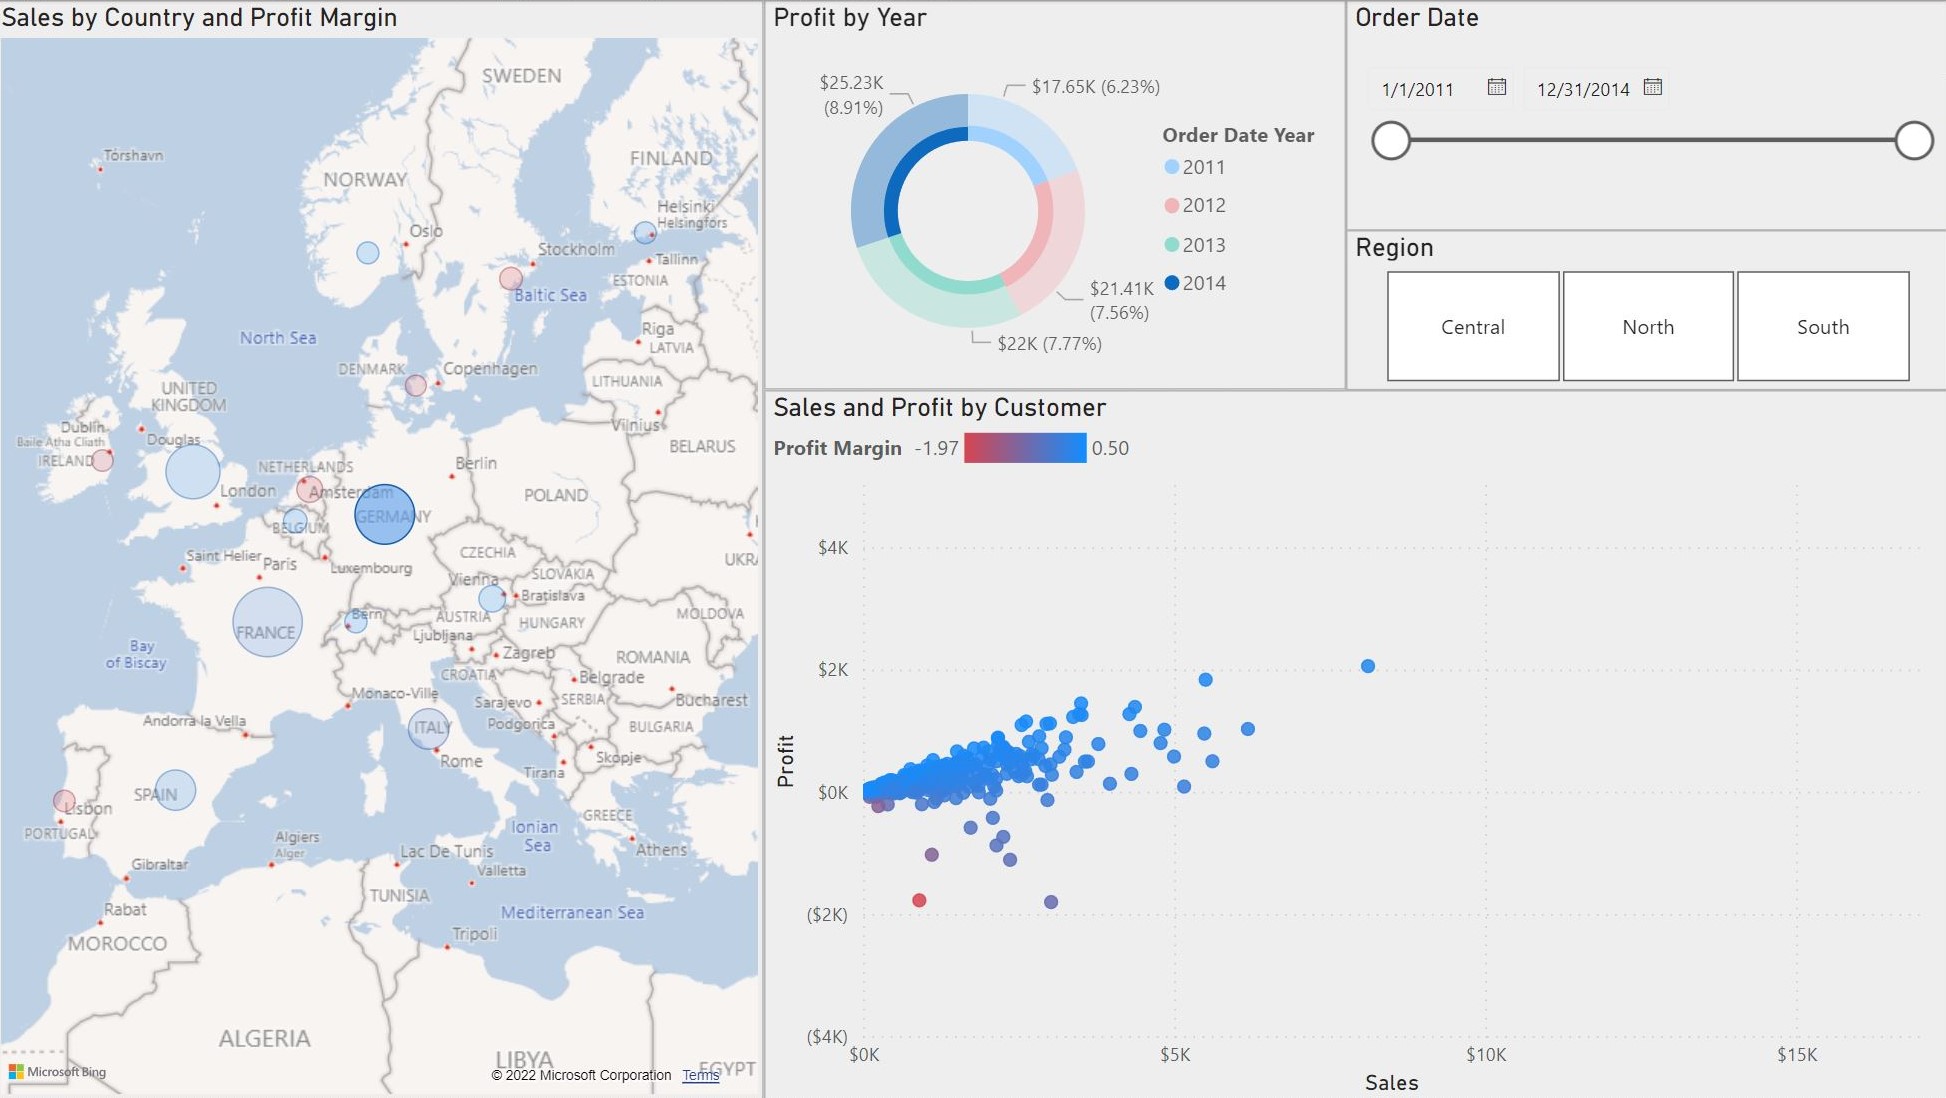 Sales by Country and Profit Margin
SWEDEN
Tórshavn
FINLAND
NORWAY
Helsinki
Helsingfors
Oslo
Stockholm
Tallinn
ESTONIA
Baltic Sea
North Sea
Riga
LATVIA
DENMARK
Copenhagen
LITHUANIA
UNITED
KINGDOM
Vilnius
Dublin
Baile Atha Cliath
Douglas
BELARUS
IRELAND
NETHERLANDS
Berlin
London
Amsterdam
POLAND
GERMANY
BELGIUM
CZECHIA
Saint Helier
Paris
Luxembourg
UKRA
SLOVAKIA
Vienna
Bratislava
Bern
AUSTRIA
HUNGARY
MOLDOVA
FRANCE
Ljubljana
Bay
of Biscay
Zagreb
ROMANIA
CROATIA
Belgrade
Monaco-Ville
Sarajevo
SERBIA
Bucharest
Andorra la Vella
Podgorica
BULGARIA
ITALY
Rome
Skopje
Tirana
SPAIN
Lisbon
PORTUGAL
GREECE
Ionian
Sea
Algiers
Alger
Lac De Tunis
Athens
Gibraltar
Valletta
TUNISIA
Rabat
Mediterranean Sea
MOROCCO
Tripoli
ALGERIA
LIBYA
EGYPT
Microsoft Bing
© 2022 Microsoft Corporation Terms
Profit by Year
$25.23K
(8.91%)
$17.65K (6.23%)
$21.41K
(7.56%)
$22K (7.77%)
Order Date Year
2011
2012
2013
2014
Order Date
1/1/2011
12/31/2014
Region
Central
North
South
Sales and Profit by Customer
Profit Margin -1.97 0.50
Profit
$4K
$2K
$0K
($2K)
($4K)
$0K
$5K
$10K
$15K
Sales